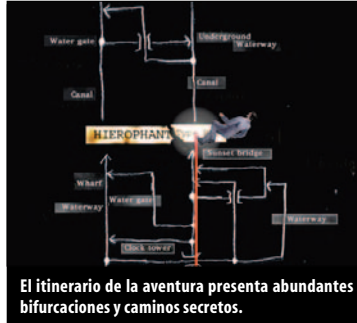 Water gate
Underground
Waterway
Canal
Canal
HIEROPHANT
Sunset bridge
Wharf
Waterway
Water gate
Waterway
Clock tower
El itinerario de la aventura presenta abundantes
bifurcaciones y caminos secretos.